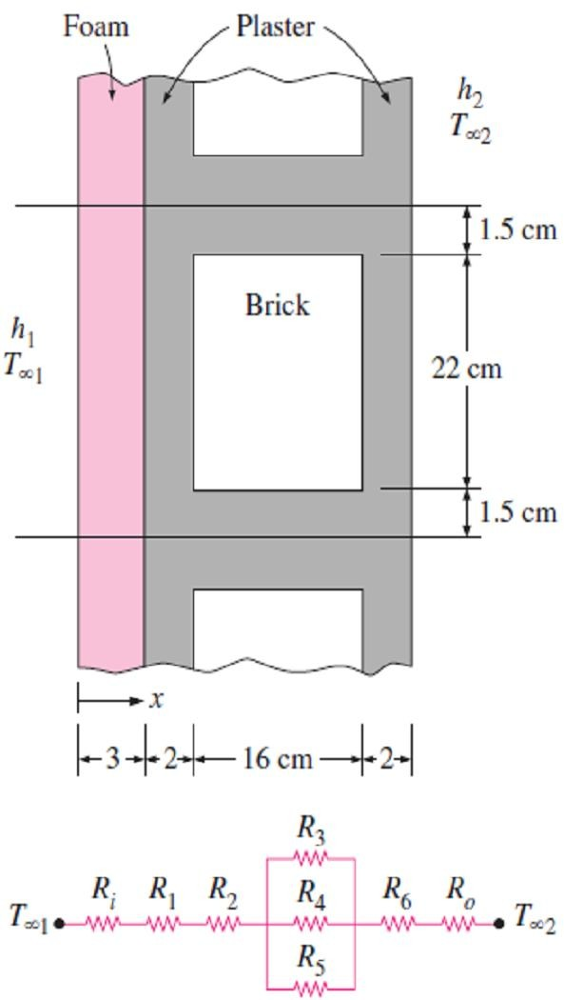 Foam Plaster
h₂
T∞2
1.5 cm
Brick
h₁
T∞1
22 cm
1.5 cm
x
3 2 16 cm 2
R₃
Rᵢ R₁ R₂ R₄ R₆ Rₒ
T∞1 T∞2
R₅